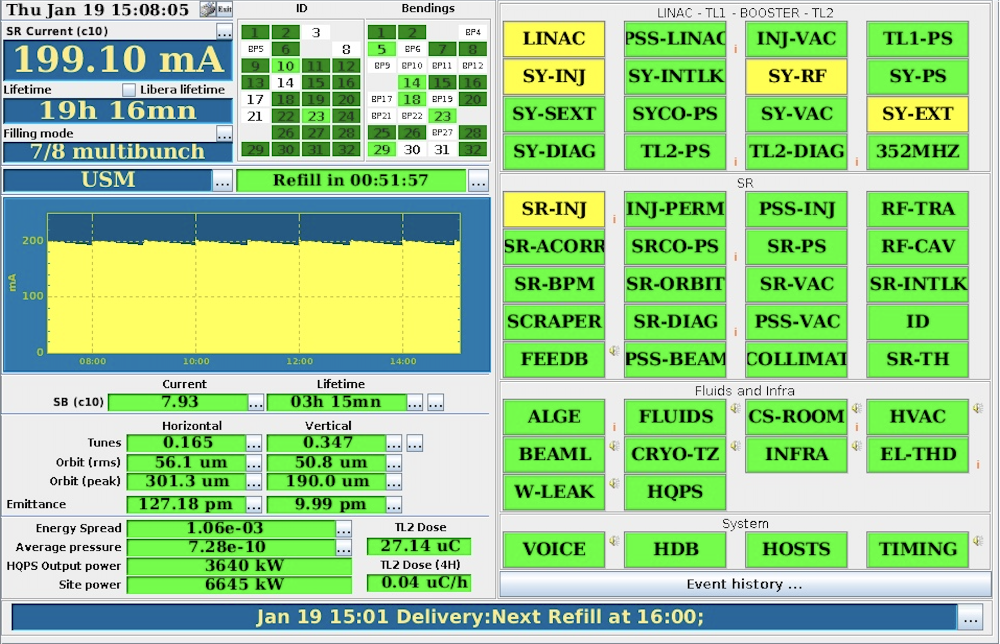 Thu Jan 19 15:08:05 Exit
SR Current (c10) ...
199.10 mA
Lifetime Libera lifetime
19h 16mn
Filling mode ...
7/8 multibunch
ID
1 2 3
BP5 6 8
9 10 11 12
13 14 15 16
17 18 19 20
21 22 23 24
26 27 28
29 30 31 32
Bendings
1 2 BP4
5 BP6 7 8
BP9 BP10 BP11 BP12
14 15 16
BP17 18 BP19 20
BP21 BP22 23
25 26 BP27 28
29 30 31 32
USM ... Refill in 00:51:57 ...
mA
200
100
0
08:00 10:00 12:00 14:00
Current Lifetime
SB (c10) 7.93 ... 03h 15mn ... ...
Horizontal Vertical
Tunes 0.165 ... 0.347 ... ...
Orbit (rms) 56.1 um ... 50.8 um ...
Orbit (peak) 301.3 um ... 190.0 um ...
Emittance 127.18 pm ... 9.99 pm ...
Energy Spread 1.06e-03 ...
Average pressure 7.28e-10 ...
HQPS Output power 3640 kW
Site power 6645 kW
TL2 Dose
27.14 uC
TL2 Dose (4H)
0.04 uC/h
LINAC - TL1 - BOOSTER - TL2
LINAC PSS-LINAC i INJ-VAC TL1-PS
SY-INJ SY-INTLK SY-RF SY-PS
SY-SEXT SYCO-PS SY-VAC SY-EXT
SY-DIAG TL2-PS i TL2-DIAG i 352MHZ
SR
SR-INJ i INJ-PERM PSS-INJ RF-TRA
SR-ACORR SRCO-PS i SR-PS RF-CAV
SR-BPM SR-ORBIT SR-VAC SR-INTLK
SCRAPER SR-DIAG i PSS-VAC ID
FEEDB PSS-BEAM COLLIMAT SR-TH
Fluids and Infra
ALGE i FLUIDS CS-ROOM i HVAC
BEAML CRYO-TZ INFRA EL-THD i
W-LEAK HQPS
System
VOICE HDB HOSTS TIMING
Event history ...
Jan 19 15:01 Delivery:Next Refill at 16:00; ...